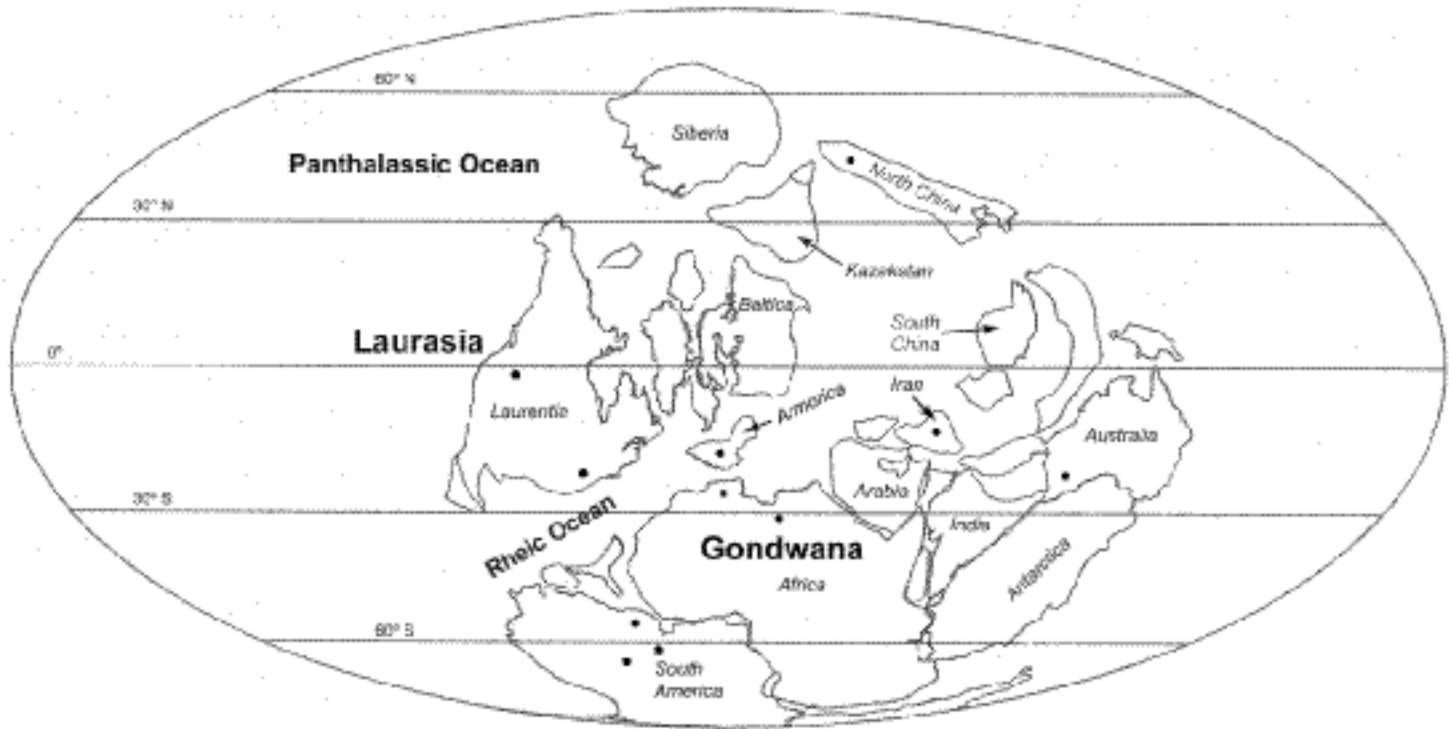 60° N
Siberia
Panthalassic Ocean
North China
30° N
Kazakstan
Baltica
South
China
Laurasia
0°
Iran
Armorica
Laurentia
Australia
Arabia
30° S
India
Rheic Ocean
Gondwana
Africa
Antarctica
60° S
South
America